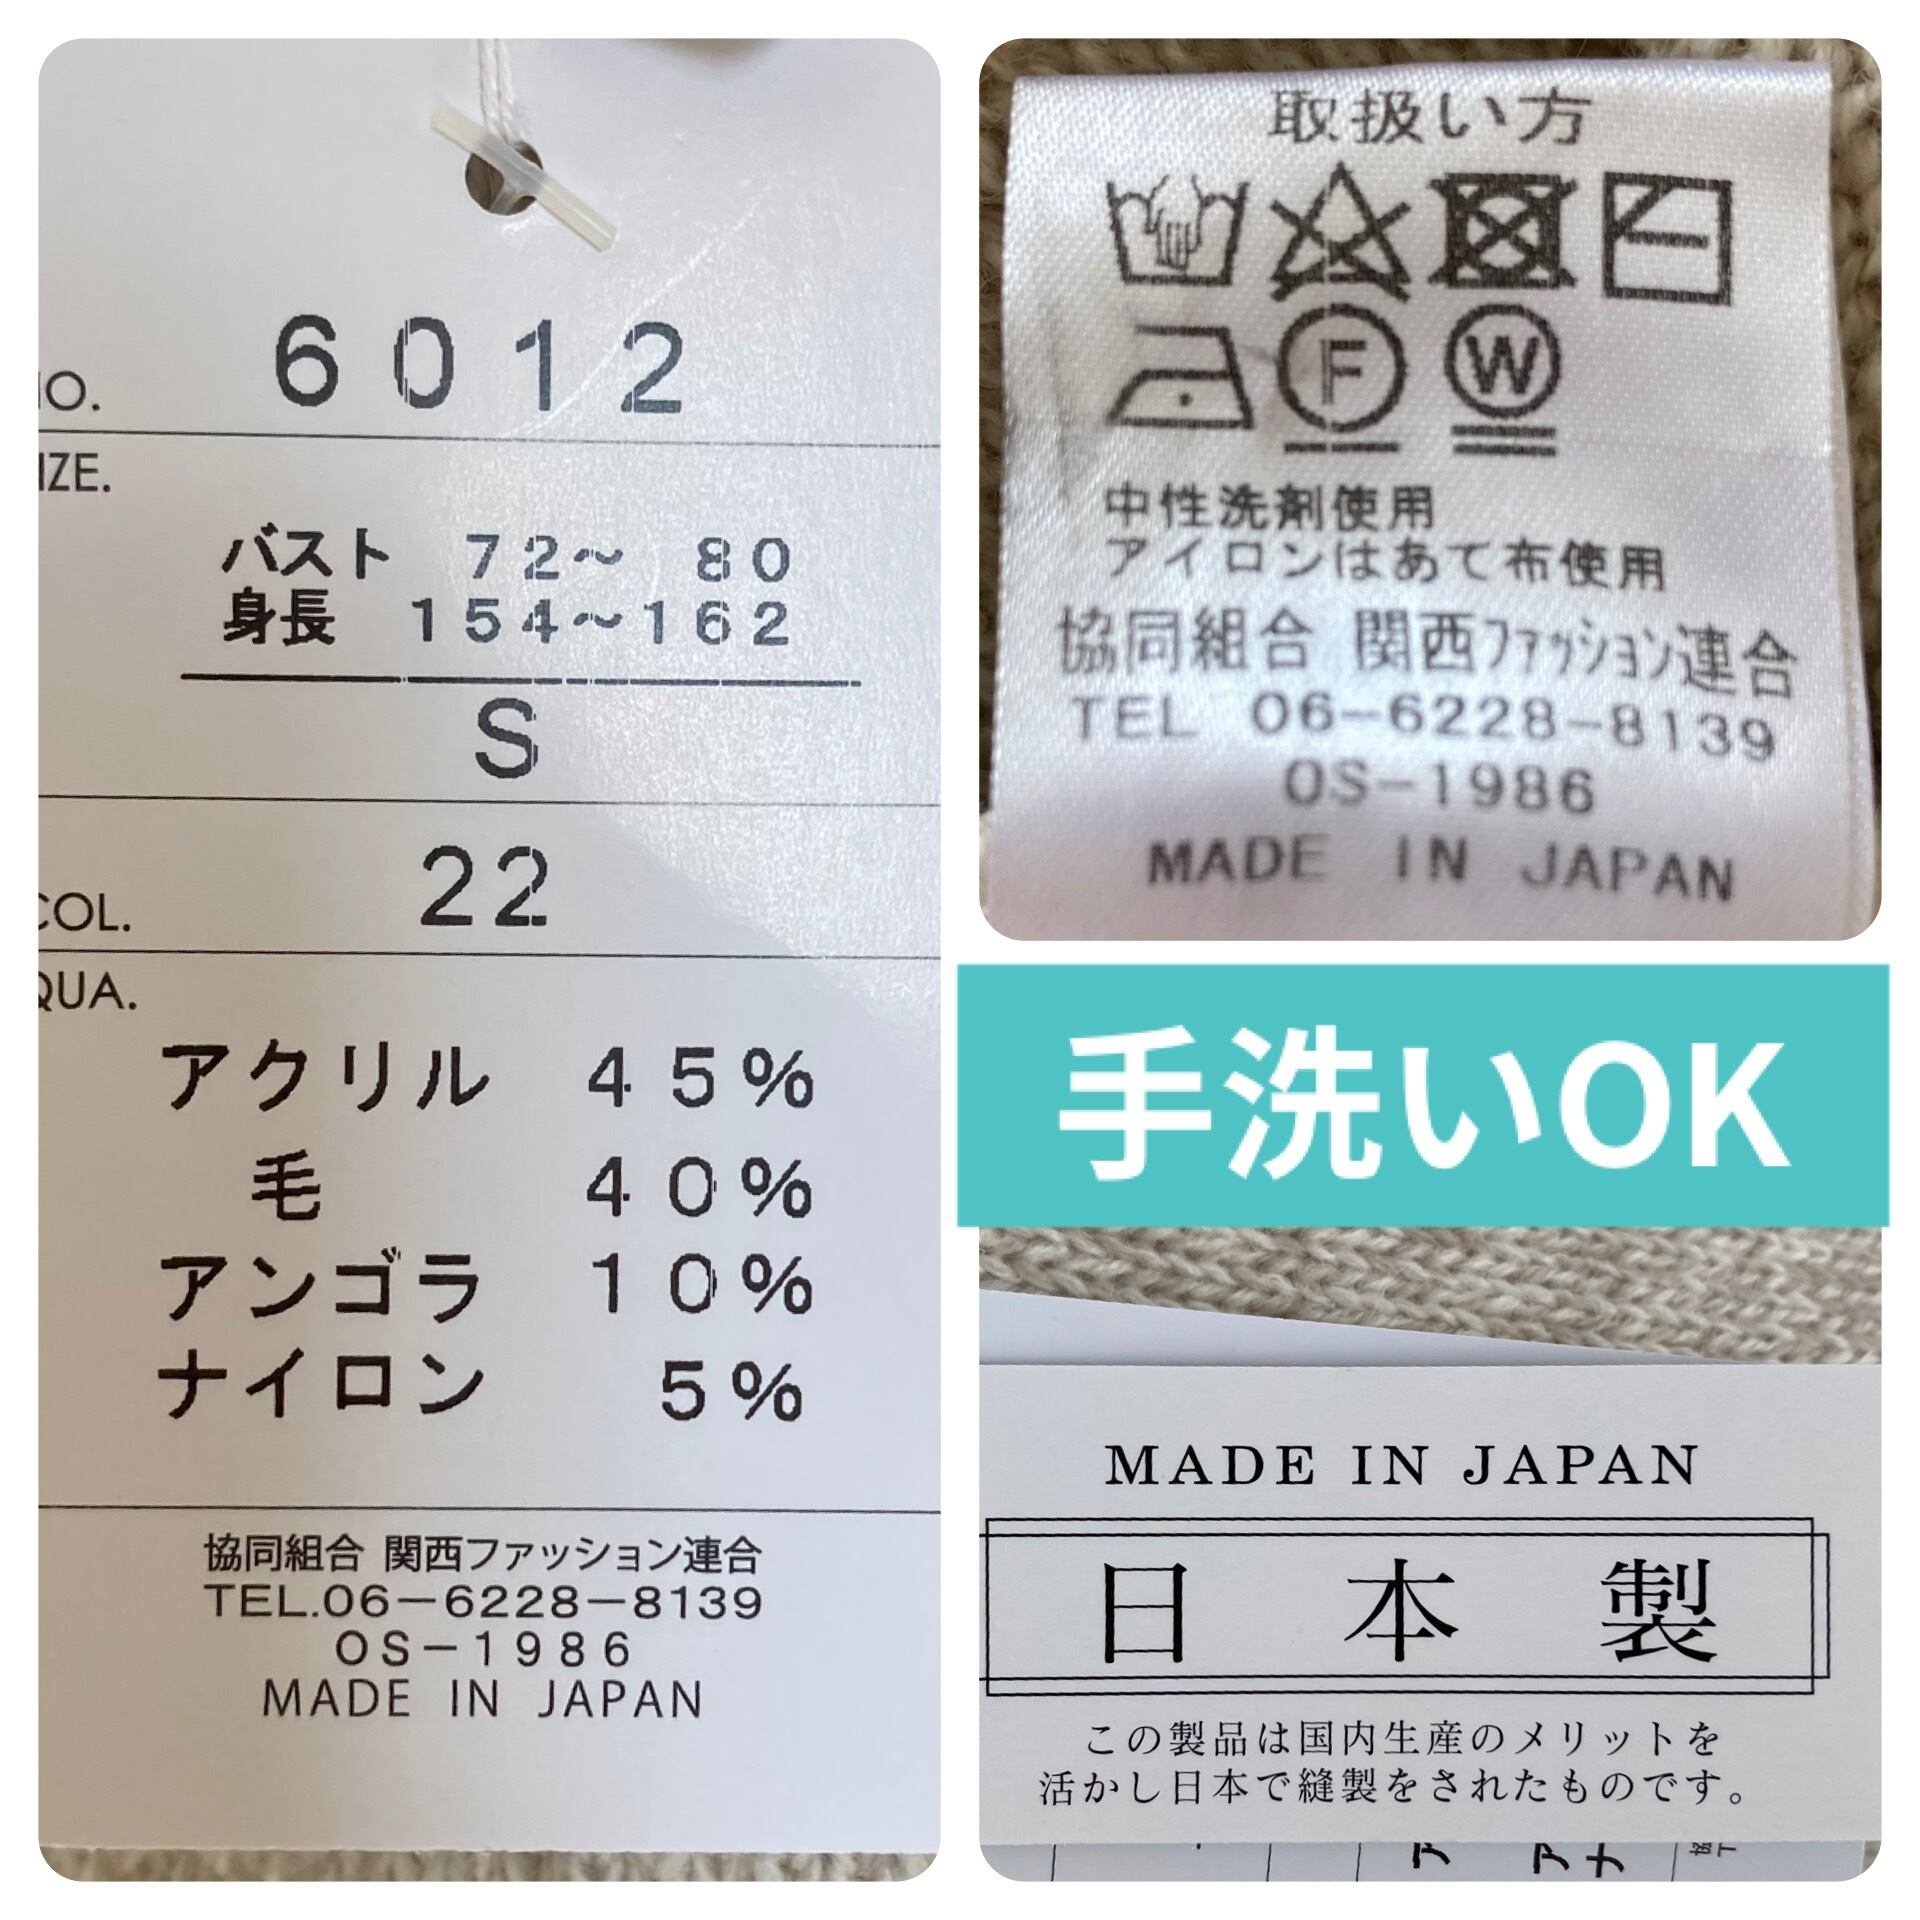 NO. 6012
SIZE.
バスト 72～ 80
身長 154～162
S
COL. 22
QUA.
アクリル 45%
毛 40%
アンゴラ 10%
ナイロン 5%
協同組合 関西ファッション連合
TEL.06-6228-8139
OS-1986
MADE IN JAPAN
取扱い方
F W
中性洗剤使用
アイロンはあて布使用
協同組合 関西ﾌｧｯｼｮﾝ連合
TEL 06-6228-8139
OS-1986
MADE IN JAPAN
手洗いOK
MADE IN JAPAN
日本製
この製品は国内生産のメリットを
活かし日本で縫製をされたものです。